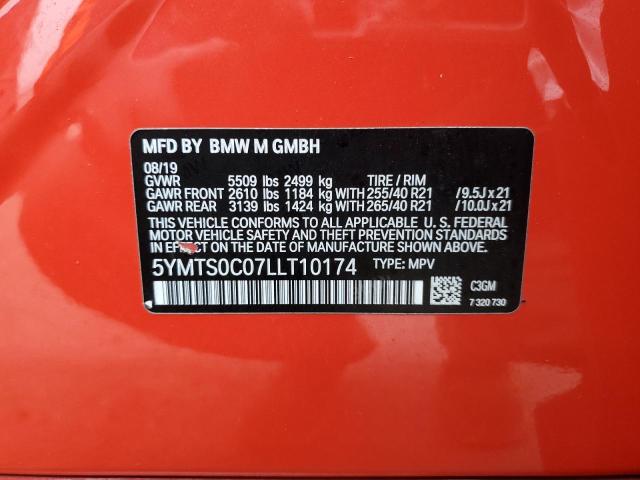 MFD BY BMW M GMBH
08/19
GVWR 5509 lbs 2499 kg TIRE / RIM
GAWR FRONT 2610 lbs 1184 kg WITH 255/40 R21 /9.5J x 21
GAWR REAR 3139 lbs 1424 kg WITH 265/40 R21 /10.0J x 21
THIS VEHICLE CONFORMS TO ALL APPLICABLE U. S. FEDERAL
MOTOR VEHICLE SAFETY AND THEFT PREVENTION STANDARDS
IN EFFECT ON THE DATE OF MANUFACTURE SHOWN ABOVE.
5YMTS0C07LLT10174 TYPE: MPV
C3GM
7 320 730